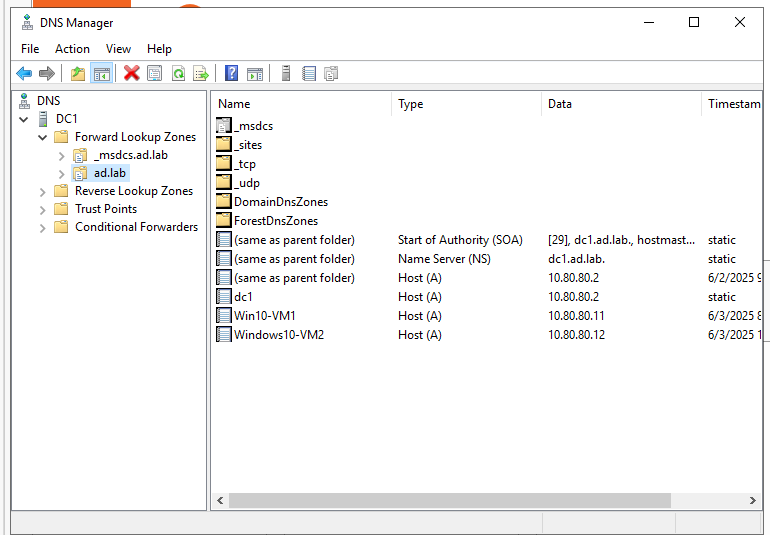 DNS Manager
File Action View Help
DNS
DC1
Forward Lookup Zones
_msdcs.ad.lab
ad.lab
Reverse Lookup Zones
Trust Points
Conditional Forwarders
Name Type Data Timestam
_msdcs
_sites
_tcp
_udp
DomainDnsZones
ForestDnsZones
(same as parent folder) Start of Authority (SOA) [29], dc1.ad.lab., hostmast... static
(same as parent folder) Name Server (NS) dc1.ad.lab. static
(same as parent folder) Host (A) 10.80.80.2 6/2/2025 9
dc1 Host (A) 10.80.80.2 static
Win10-VM1 Host (A) 10.80.80.11 6/3/2025 8
Windows10-VM2 Host (A) 10.80.80.12 6/3/2025 1